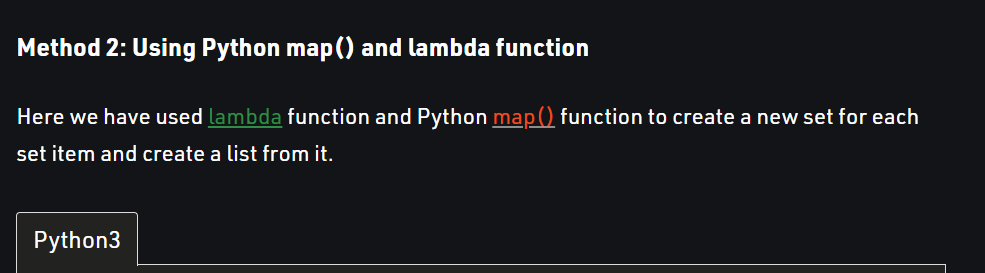 Method 2: Using Python map() and lambda function
Here we have used lambda function and Python map() function to create a new set for each
set item and create a list from it.
Python3